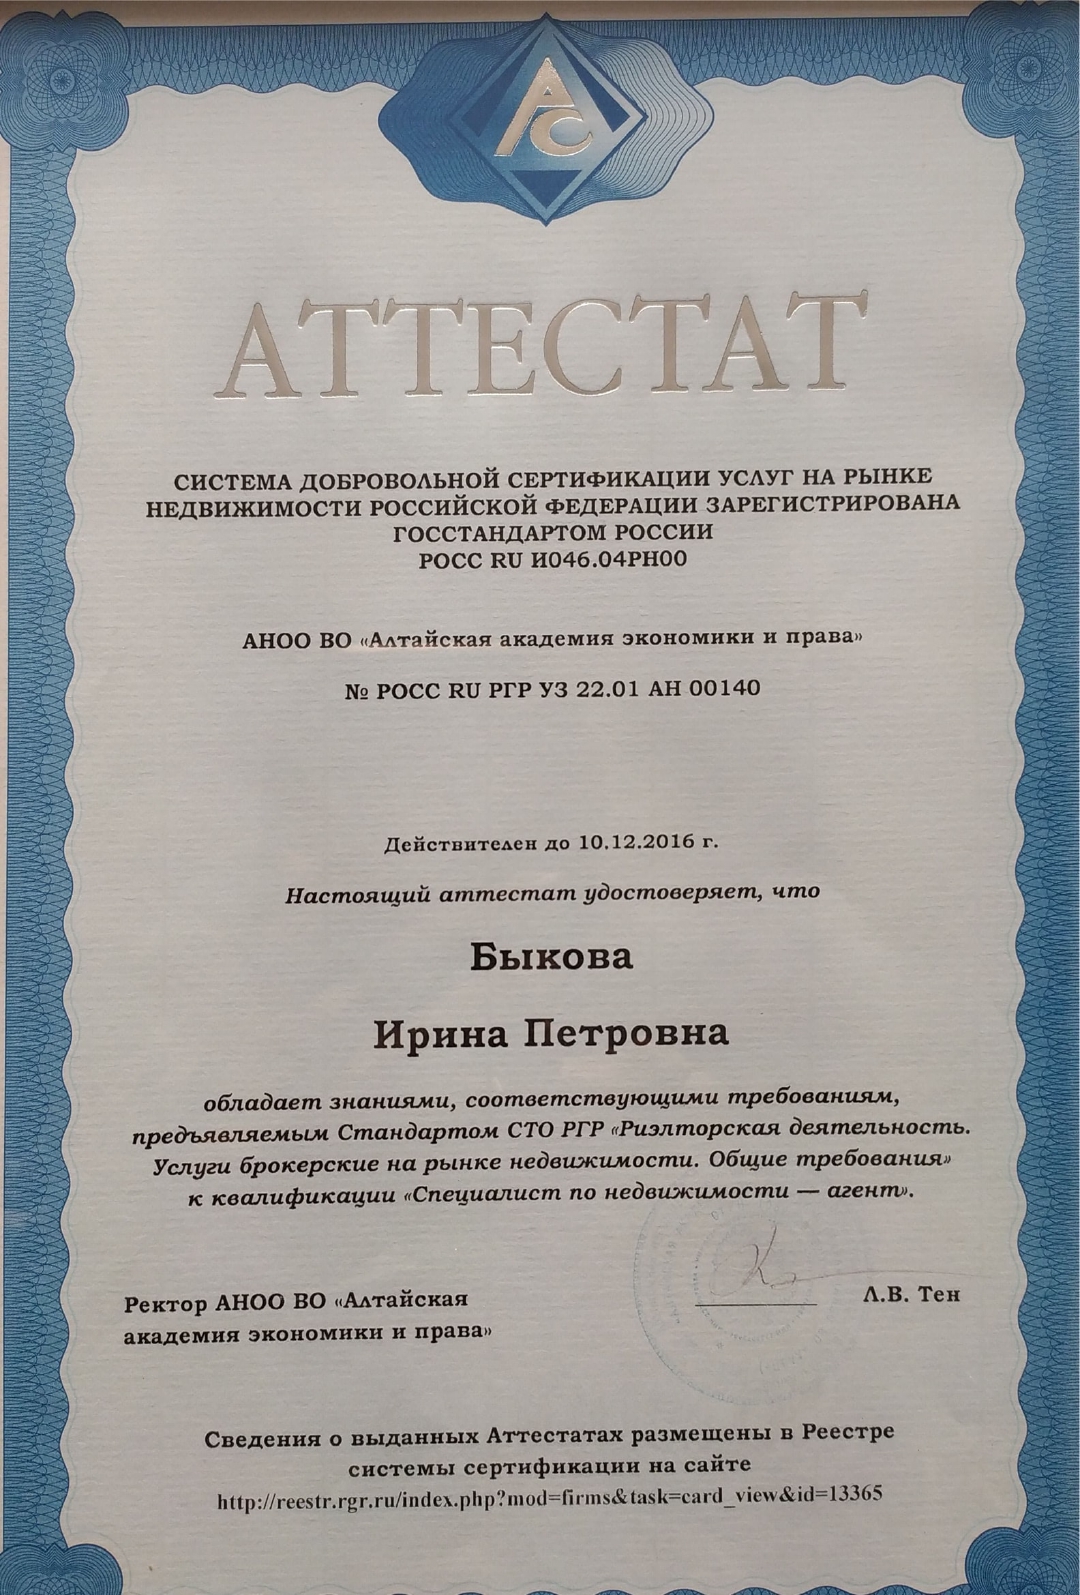 АС
АТТЕСТАТ
СИСТЕМА ДОБРОВОЛЬНОЙ СЕРТИФИКАЦИИ УСЛУГ НА РЫНКЕ
НЕДВИЖИМОСТИ РОССИЙСКОЙ ФЕДЕРАЦИИ ЗАРЕГИСТРИРОВАНА
ГОССТАНДАРТОМ РОССИИ
РОСС RU И046.04РН00
АНОО ВО «Алтайская академия экономики и права»
№ РОСС RU РГР УЗ 22.01 АН 00140
Действителен до 10.12.2016 г.
Настоящий аттестат удостоверяет, что
Быкова
Ирина Петровна
обладает знаниями, соответствующими требованиям,
предъявляемым Стандартом СТО РГР «Риэлторская деятельность.
Услуги брокерские на рынке недвижимости. Общие требования»
к квалификации «Специалист по недвижимости — агент».
Ректор АНОО ВО «Алтайская
академия экономики и права»
Л.В. Тен
Сведения о выданных Аттестатах размещены в Реестре
системы сертификации на сайте
http://reestr.rgr.ru/index.php?mod=firms&task=card_view&id=13365